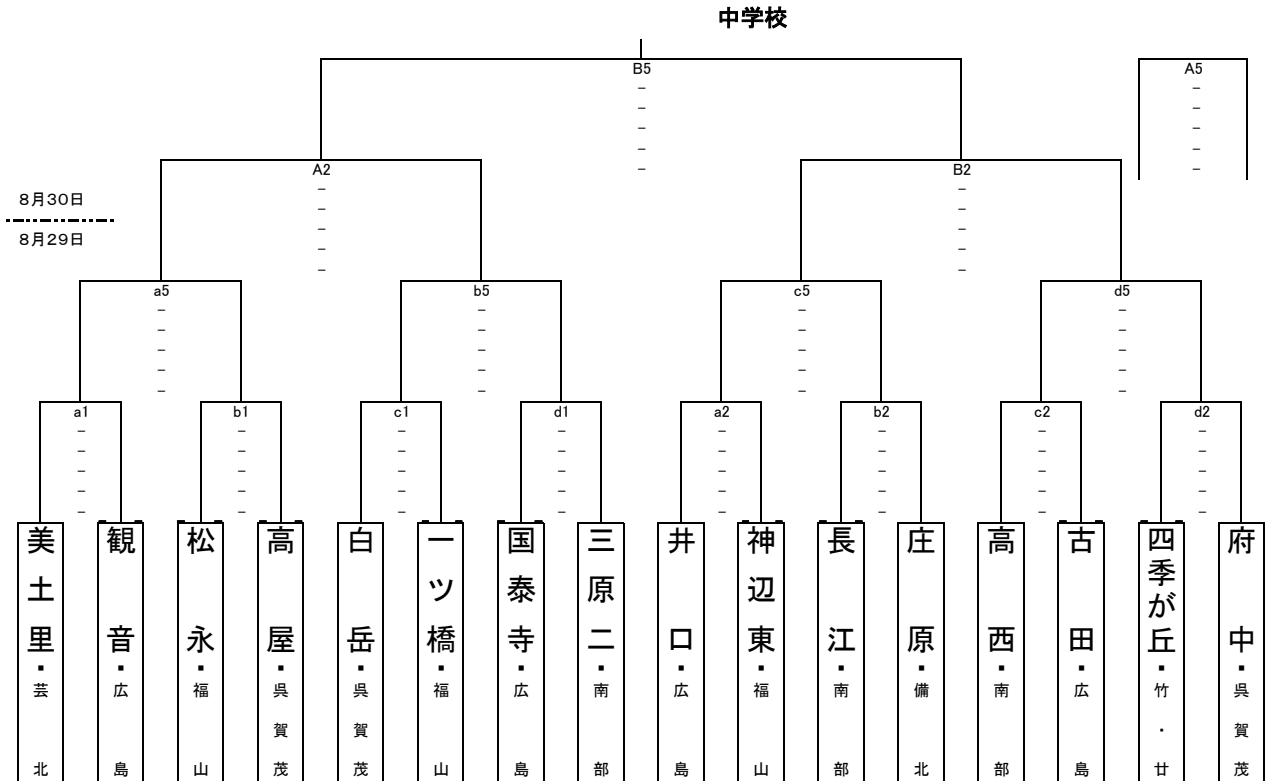 中学校
B5
－
－
－
－
－
A5
－
－
－
－
－
A2
－
－
－
－
－
B2
－
－
－
－
－
8月30日
8月29日
a5
－
－
－
－
－
b5
－
－
－
－
－
c5
－
－
－
－
－
d5
－
－
－
－
－
a1
－
－
－
－
－
b1
－
－
－
－
－
c1
－
－
－
－
－
d1
－
－
－
－
－
a2
－
－
－
－
－
b2
－
－
－
－
－
c2
－
－
－
－
－
d2
－
－
－
－
－
美土里・芸北
観音・広島
松永・福山
高屋・呉賀茂
白岳・呉賀茂
一ツ橋・福山
国泰寺・広島
三原二・南部
井口・広島
神辺東・福山
長江・南部
庄原・備北
高西・南部
古田・広島
四季が丘・竹・廿
府中・呉賀茂